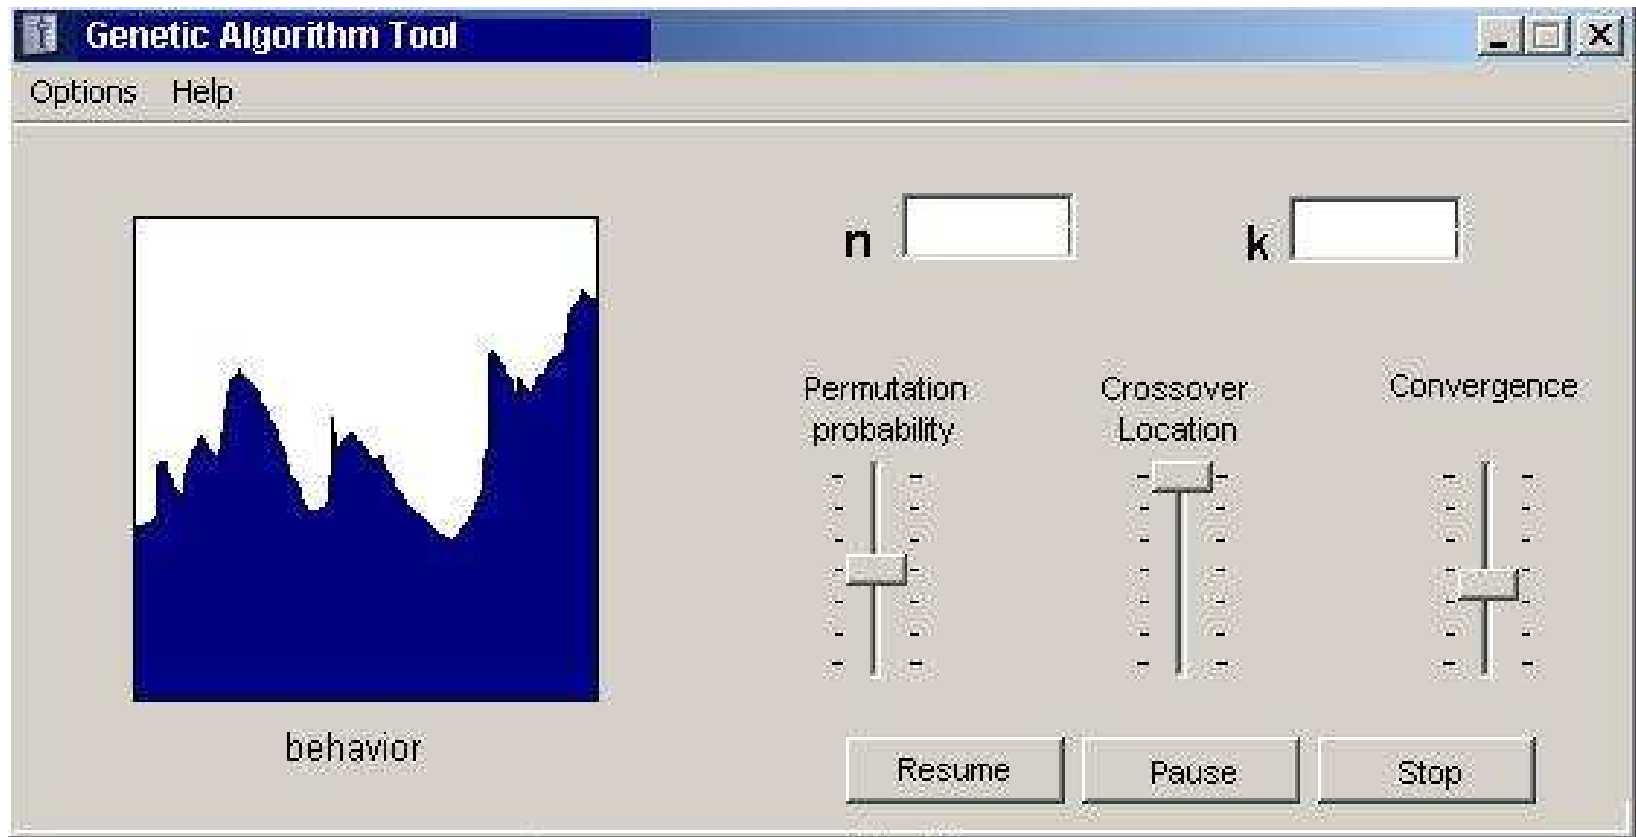 Genetic Algorithm Tool
Options Help
n k
Permutation
probability
Crossover
Location
Convergence
behavior
Resume Pause Stop